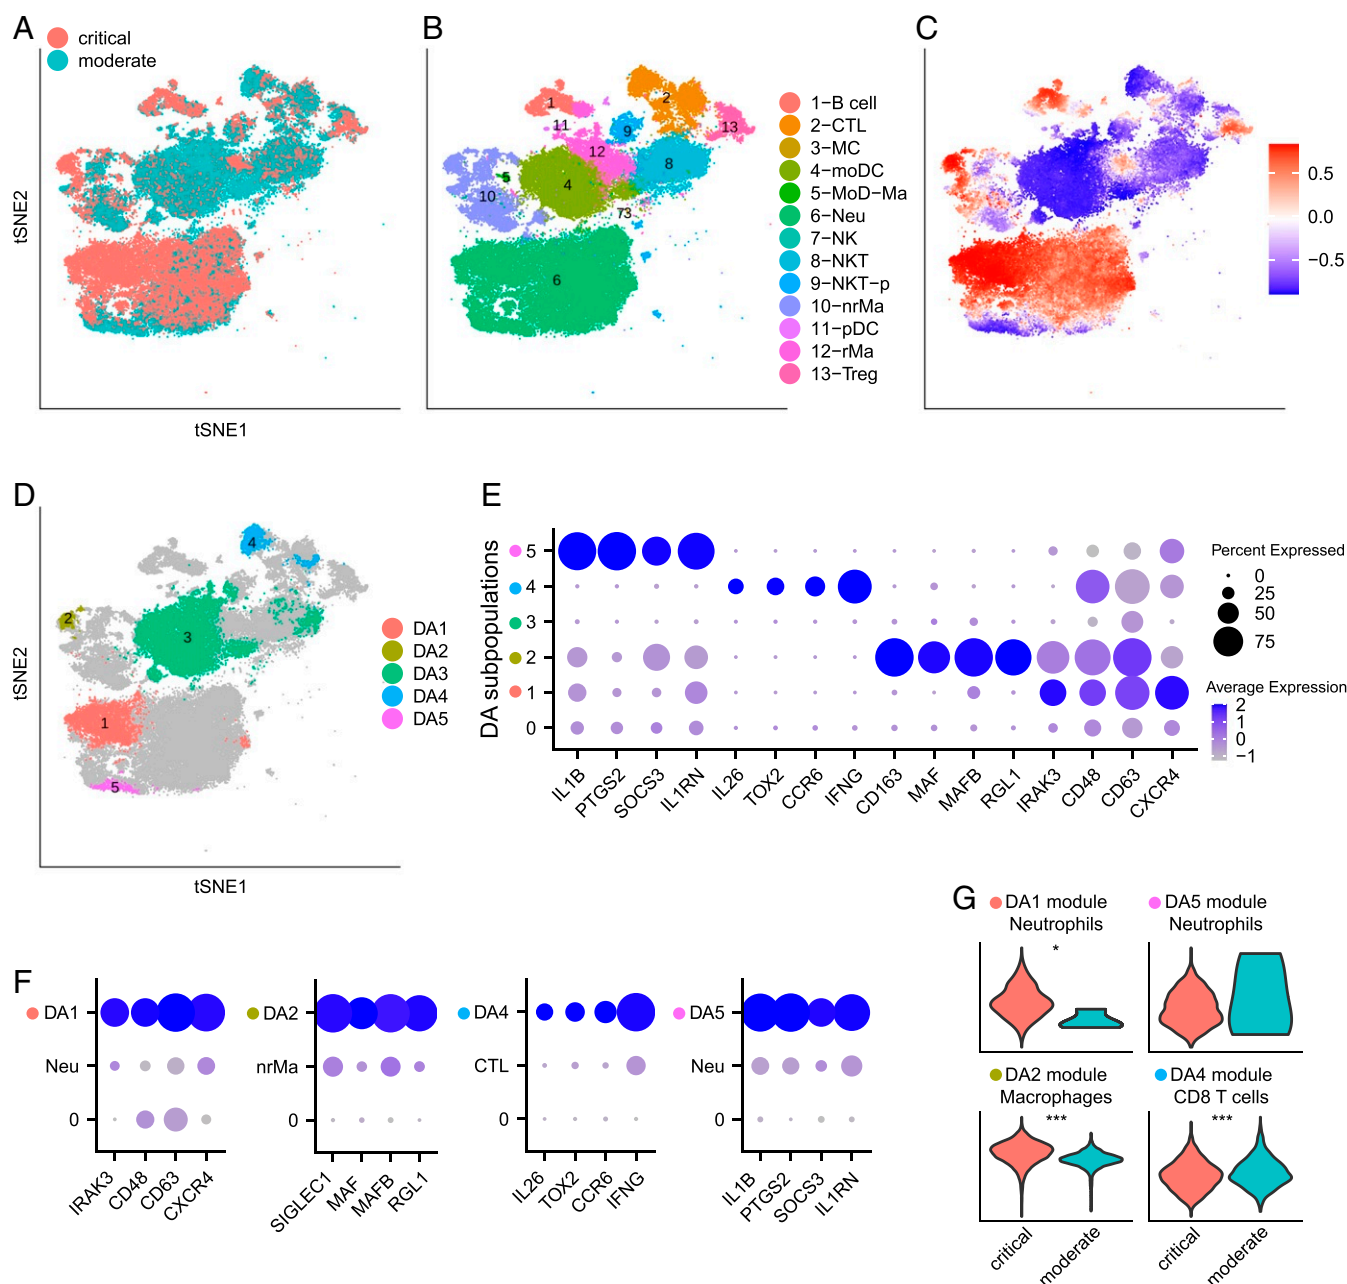 A
critical
moderate
tSNE2
tSNE1
B
1
2
13
11
9
12
8
5
4
10
73
6
1−B cell
2−CTL
3−MC
4−moDC
5−MoD−Ma
6−Neu
7−NK
8−NKT
9−NKT−p
10−nrMa
11−pDC
12−rMa
13−Treg
C
0.5
0.0
−0.5
D
tSNE2
4
2
3
1
5
tSNE1
DA1
DA2
DA3
DA4
DA5
E
DA subpopulations
5
4
3
2
1
0
IL1B
PTGS2
SOCS3
IL1RN
IL26
TOX2
CCR6
IFNG
CD163
MAF
MAFB
RGL1
IRAK3
CD48
CD63
CXCR4
Percent Expressed
0
25
50
75
Average Expression
2
1
0
−1
F
DA1
Neu
0
IRAK3
CD48
CD63
CXCR4
DA2
nrMa
0
SIGLEC1
MAF
MAFB
RGL1
DA4
CTL
0
IL26
TOX2
CCR6
IFNG
DA5
Neu
0
IL1B
PTGS2
SOCS3
IL1RN
G
DA1 module
Neutrophils
*
DA5 module
Neutrophils
DA2 module
Macrophages
***
DA4 module
CD8 T cells
***
critical
moderate
critical
moderate